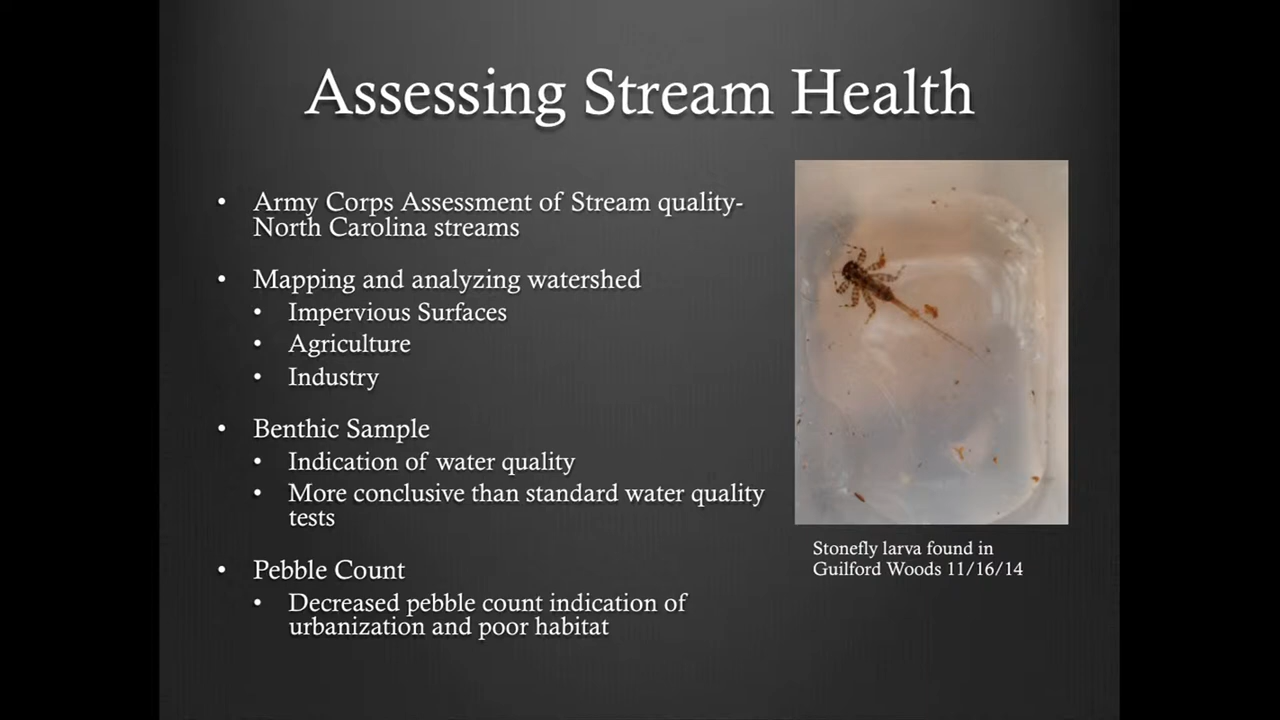 Assessing Stream Health
• Army Corps Assessment of Stream quality-
North Carolina streams
• Mapping and analyzing watershed
• Impervious Surfaces
• Agriculture
• Industry
• Benthic Sample
• Indication of water quality
• More conclusive than standard water quality
tests
• Pebble Count
• Decreased pebble count indication of
urbanization and poor habitat
Stonefly larva found in
Guilford Woods 11/16/14